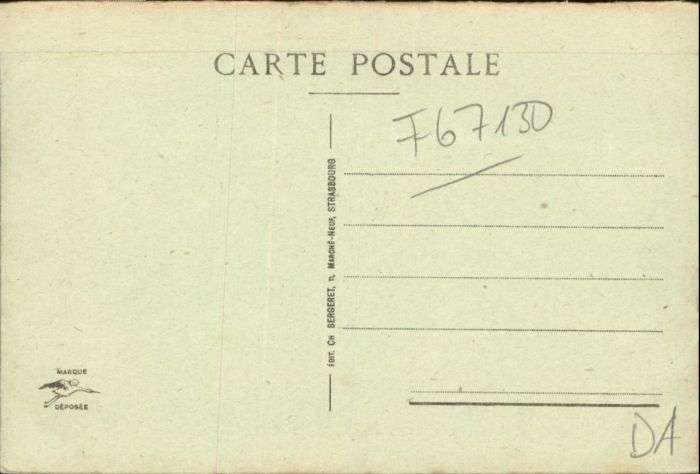 CARTE POSTALE
F67130
ÉDIT. CH BERGERET, 11, MARCHÉ-NEUF, STRASBOURG
MARQUE
DÉPOSÉE
DA